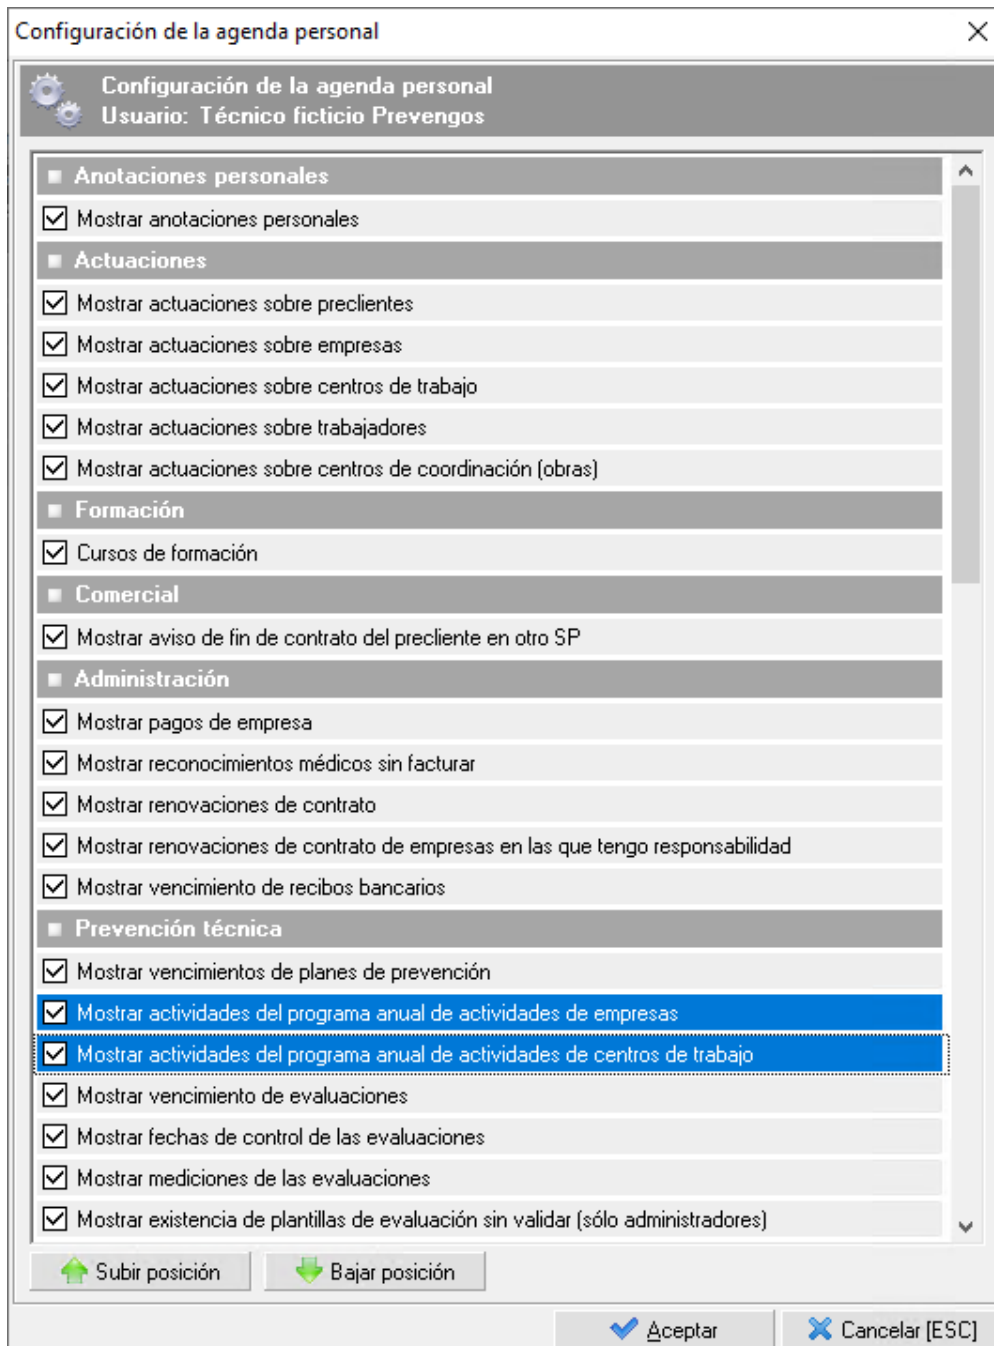 Configuración de la agenda personal
Configuración de la agenda personal
Usuario: Técnico ficticio Prevengos
Anotaciones personales
Mostrar anotaciones personales
Actuaciones
Mostrar actuaciones sobre preclientes
Mostrar actuaciones sobre empresas
Mostrar actuaciones sobre centros de trabajo
Mostrar actuaciones sobre trabajadores
Mostrar actuaciones sobre centros de coordinación (obras)
Formación
Cursos de formación
Comercial
Mostrar aviso de fin de contrato del precliente en otro SP
Administración
Mostrar pagos de empresa
Mostrar reconocimientos médicos sin facturar
Mostrar renovaciones de contrato
Mostrar renovaciones de contrato de empresas en las que tengo responsabilidad
Mostrar vencimiento de recibos bancarios
Prevención técnica
Mostrar vencimientos de planes de prevención
Mostrar actividades del programa anual de actividades de empresas
Mostrar actividades del programa anual de actividades de centros de trabajo
Mostrar vencimiento de evaluaciones
Mostrar fechas de control de las evaluaciones
Mostrar mediciones de las evaluaciones
Mostrar existencia de plantillas de evaluación sin validar (sólo administradores)
Subir posición Bajar posición
Aceptar Cancelar [ESC]